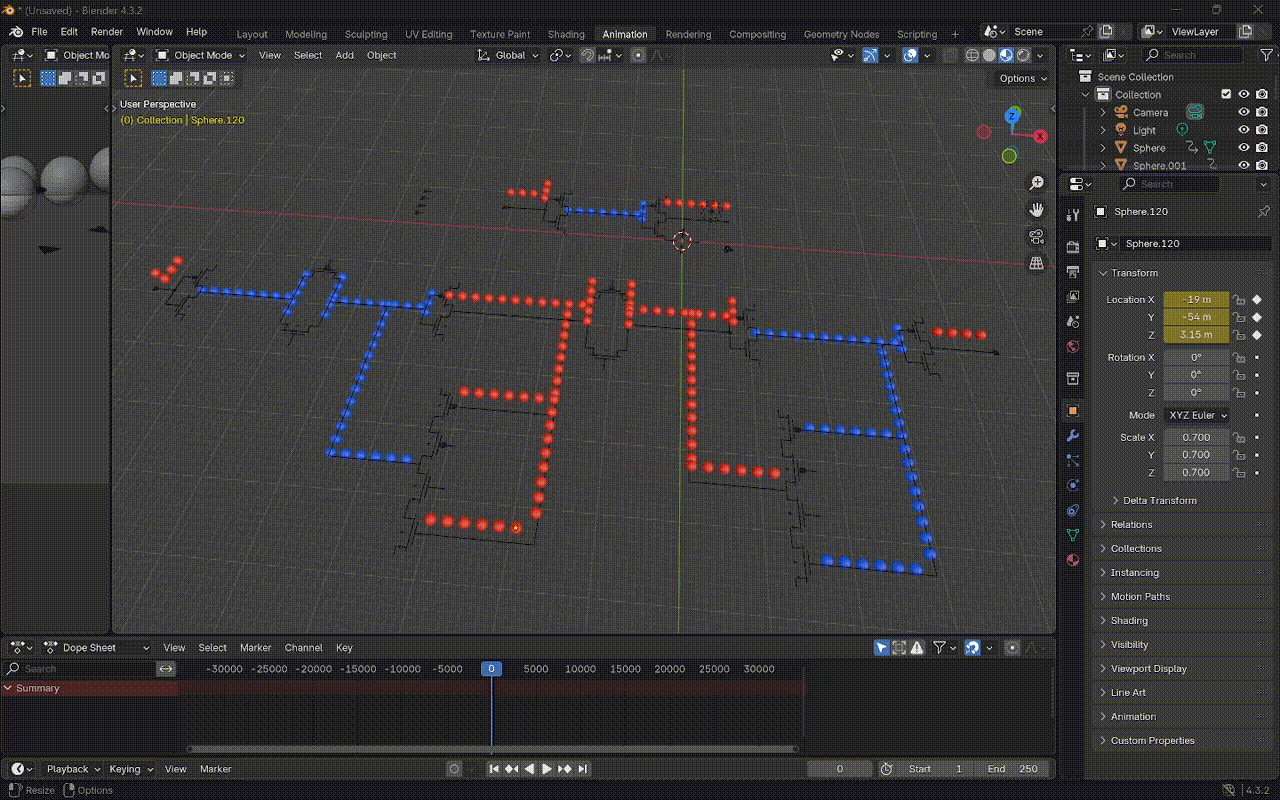 * (Unsaved) - Blender 4.3.2
File Edit Render Window Help
Layout Modeling Sculpting UV Editing Texture Paint Shading Animation Rendering Compositing Geometry Nodes Scripting
Scene ViewLayer
Object Mo
Object Mode View Select Add Object
Global
Search
Options
User Perspective
(0) Collection | Sphere.120
Z
X
Scene Collection
Collection
Camera
Light
Sphere
Sphere.001
Search
Sphere.120
Sphere.120
Transform
Location X -19 m
Y -54 m
Z 3.15 m
Rotation X 0°
Y 0°
Z 0°
Mode XYZ Euler
Scale X 0.700
Y 0.700
Z 0.700
Delta Transform
Relations
Collections
Instancing
Motion Paths
Shading
Visibility
Viewport Display
Line Art
Animation
Custom Properties
Dope Sheet View Select Marker Channel Key
Search
-30000 -25000 -20000 -15000 -10000 -5000 0 5000 10000 15000 20000 25000 30000
Summary
Playback Keying View Marker
0 Start 1 End 250
Resize Options
4.3.2